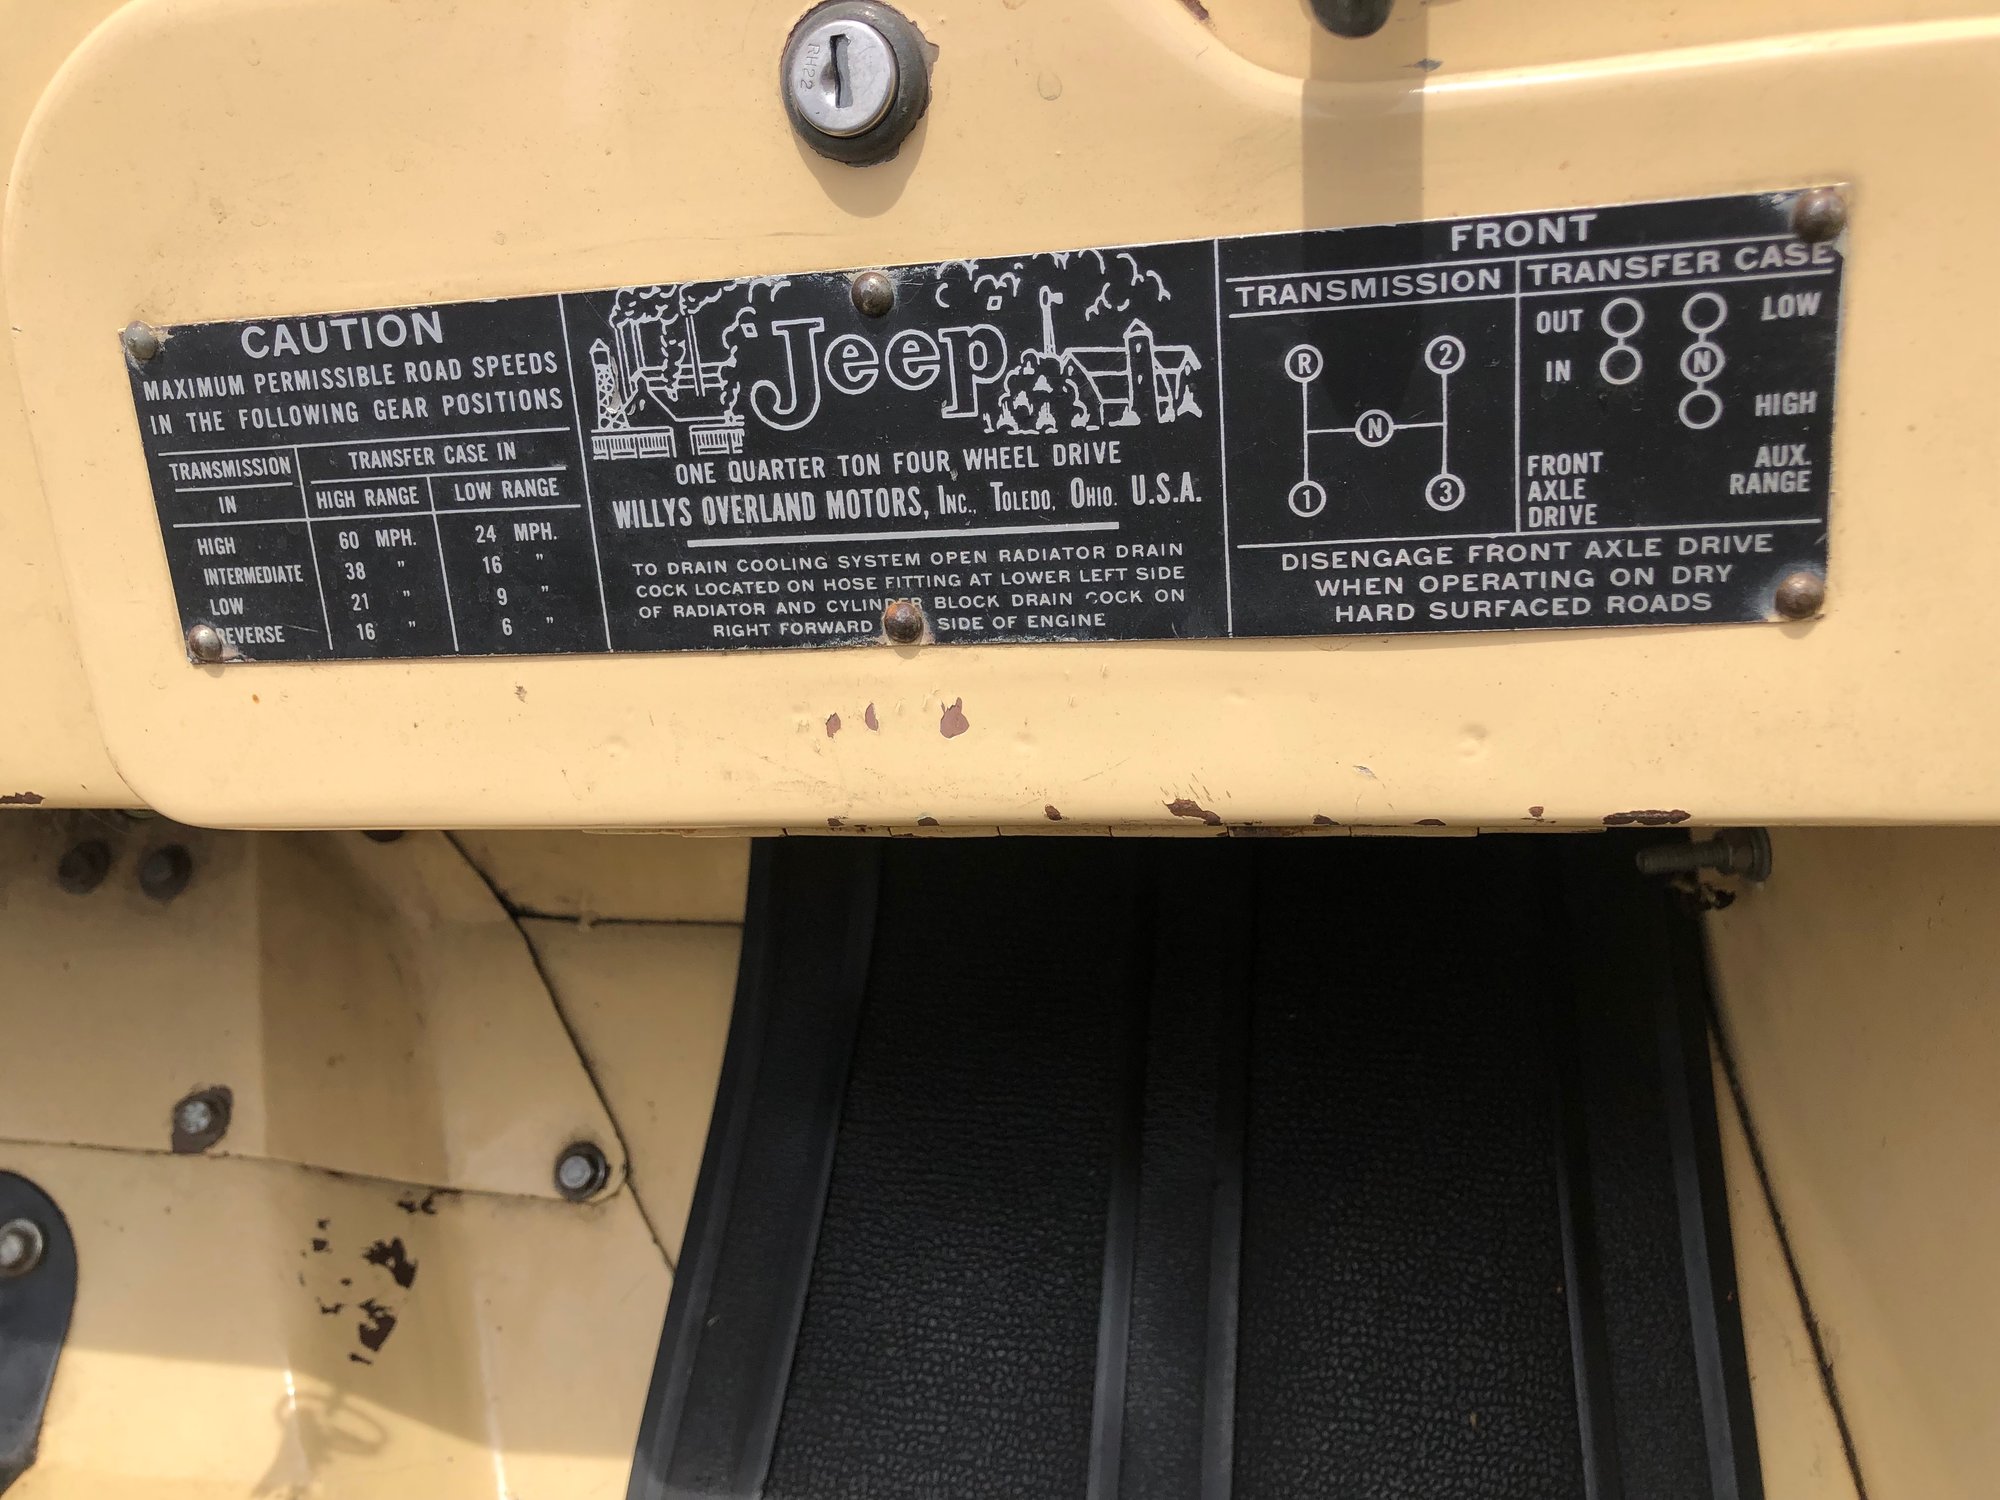 RH22
CAUTION
MAXIMUM PERMISSIBLE ROAD SPEEDS
IN THE FOLLOWING GEAR POSITIONS
TRANSMISSION
IN
TRANSFER CASE IN
HIGH RANGE LOW RANGE
HIGH 60 MPH. 24 MPH.
INTERMEDIATE 38 " 16 "
LOW 21 " 9 "
REVERSE 16 " 6 "
"Jeep"
ONE QUARTER TON FOUR WHEEL DRIVE
WILLYS OVERLAND MOTORS, INC., TOLEDO, OHIO. U.S.A.
TO DRAIN COOLING SYSTEM OPEN RADIATOR DRAIN
COCK LOCATED ON HOSE FITTING AT LOWER LEFT SIDE
OF RADIATOR AND CYLINDER BLOCK DRAIN COCK ON
RIGHT FORWARD SIDE OF ENGINE
FRONT
TRANSMISSION
R 2
N
1 3
TRANSFER CASE
OUT LOW
IN N
HIGH
FRONT
AXLE
DRIVE
AUX.
RANGE
DISENGAGE FRONT AXLE DRIVE
WHEN OPERATING ON DRY
HARD SURFACED ROADS